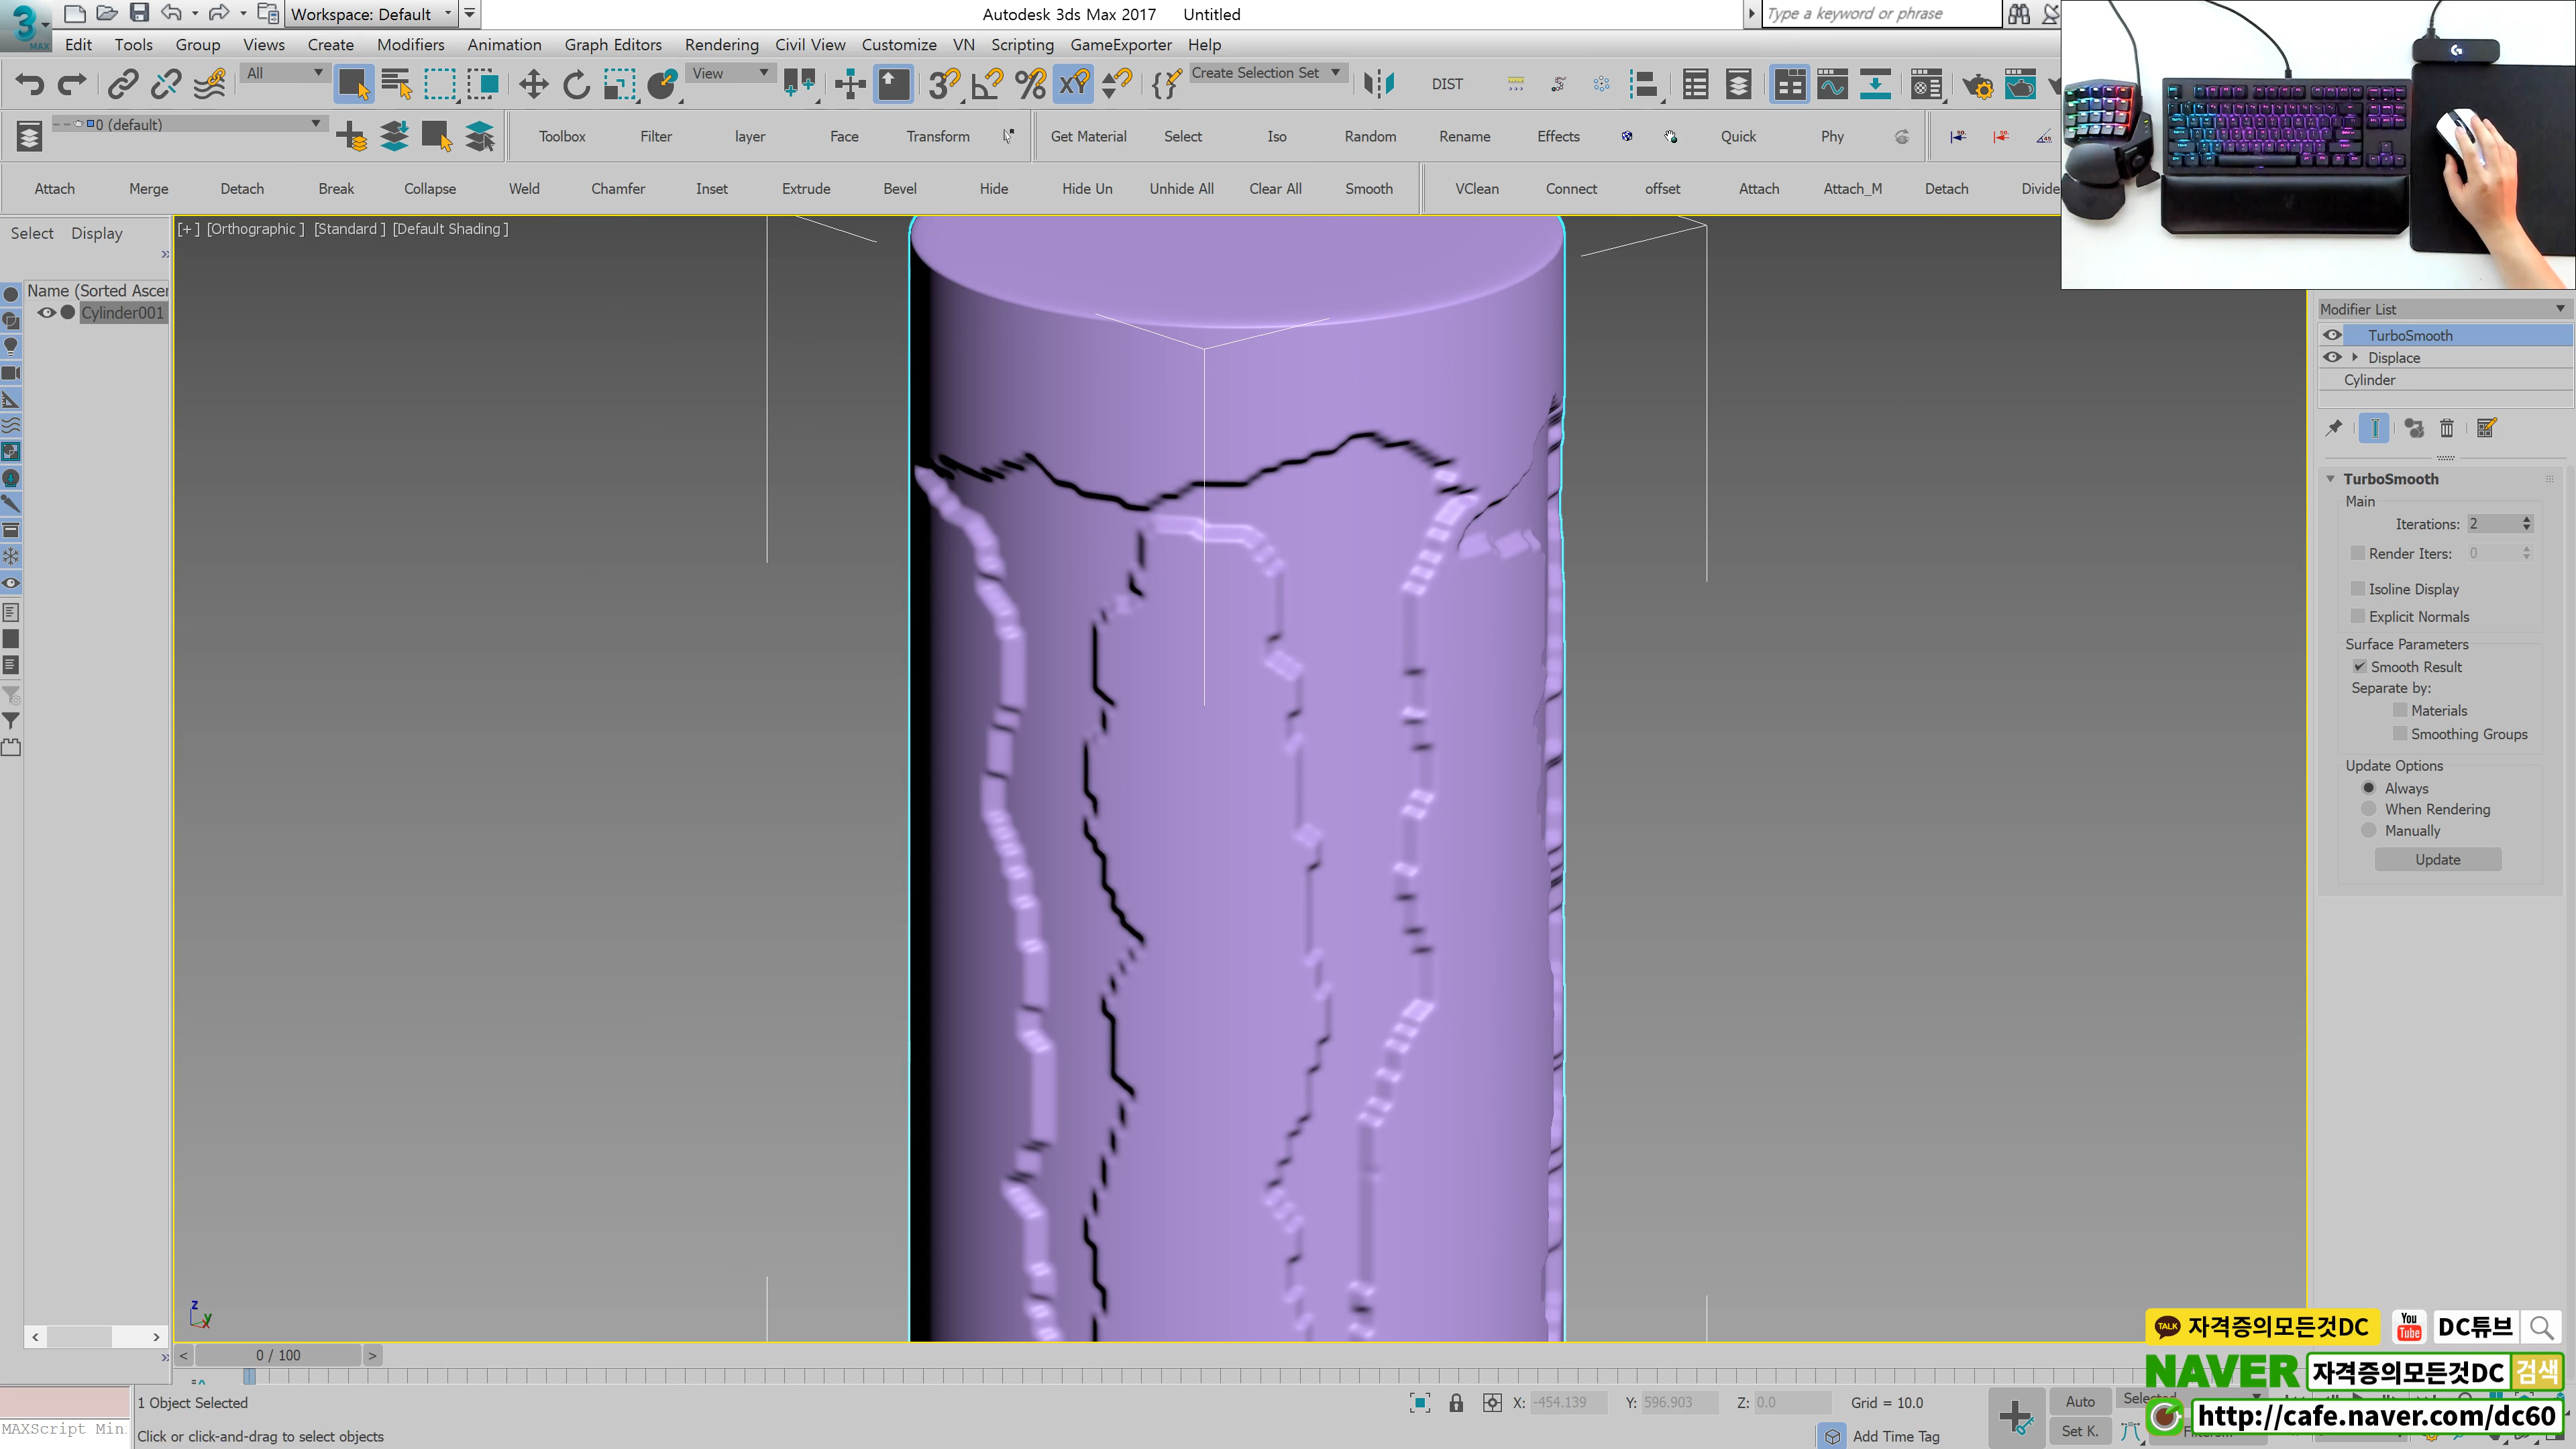 Workspace: Default
Autodesk 3ds Max 2017 Untitled
Type a keyword or phrase
MAX
Edit Tools Group Views Create Modifiers Animation Graph Editors Rendering Civil View Customize VN Scripting GameExporter Help
All
View
Create Selection Set
DIST
0 (default)
Toolbox Filter layer Face Transform Get Material Select Iso Random Rename Effects Quick Phy
Attach Merge Detach Break Collapse Weld Chamfer Inset Extrude Bevel Hide Hide Un Unhide All Clear All Smooth VClean Connect offset Attach Attach_M Detach Divide
Select Display
[+] [Orthographic] [Standard] [Default Shading]
Name (Sorted Ascer
Cylinder001
Modifier List
TurboSmooth
Displace
Cylinder
TurboSmooth
Main
Iterations: 2
Render Iters: 0
Isoline Display
Explicit Normals
Surface Parameters
Smooth Result
Separate by:
Materials
Smoothing Groups
Update Options
Always
When Rendering
Manually
Update
z
y
TALK 자격증의모든것DC
You Tube DC튜브
NAVER 자격증의모든것DC 검색
http://cafe.naver.com/dc60
0 / 100
1 Object Selected
X: -454.139 Y: 596.903 Z: 0.0 Grid = 10.0
Auto
Set K.
MAXScript Min
Click or click-and-drag to select objects
Add Time Tag